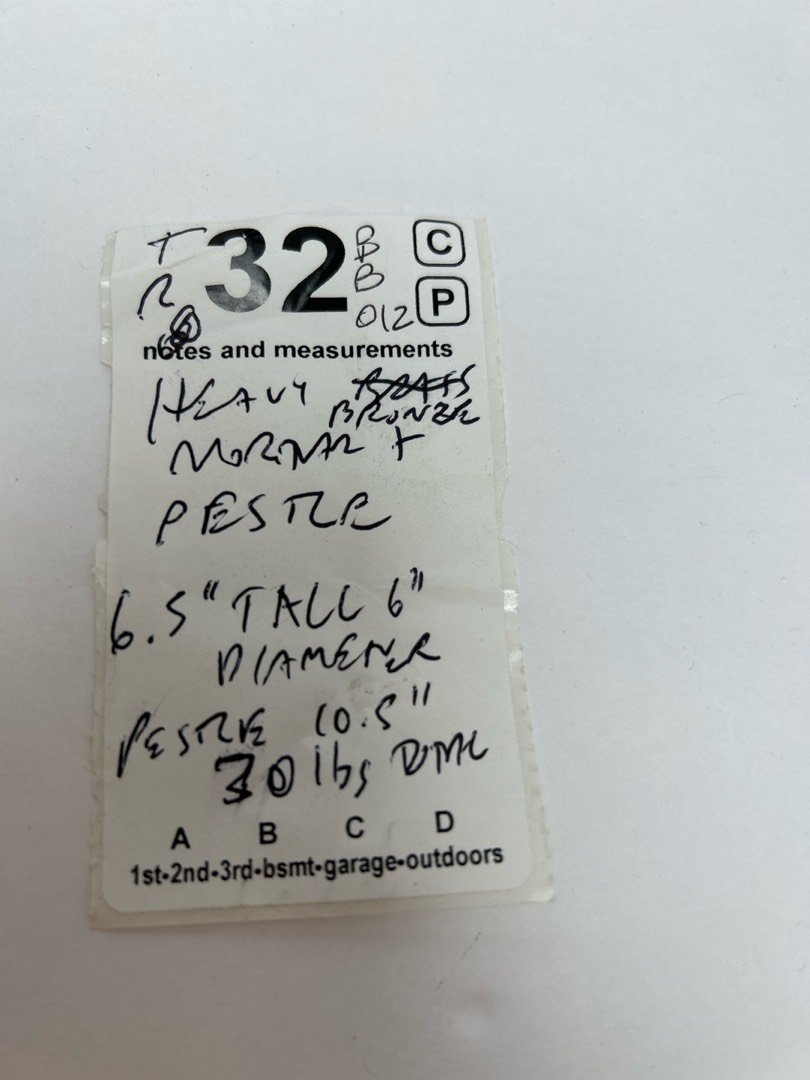 T 32 B C
R B P
012
notes and measurements
HEAVY BRONZE
MORTAR +
PESTLE
6.5" TALL 6"
DIAMETER
PESTLE 10.5"
30 lbs TOTAL
A B C D
1st-2nd-3rd-bsmt-garage-outdoors